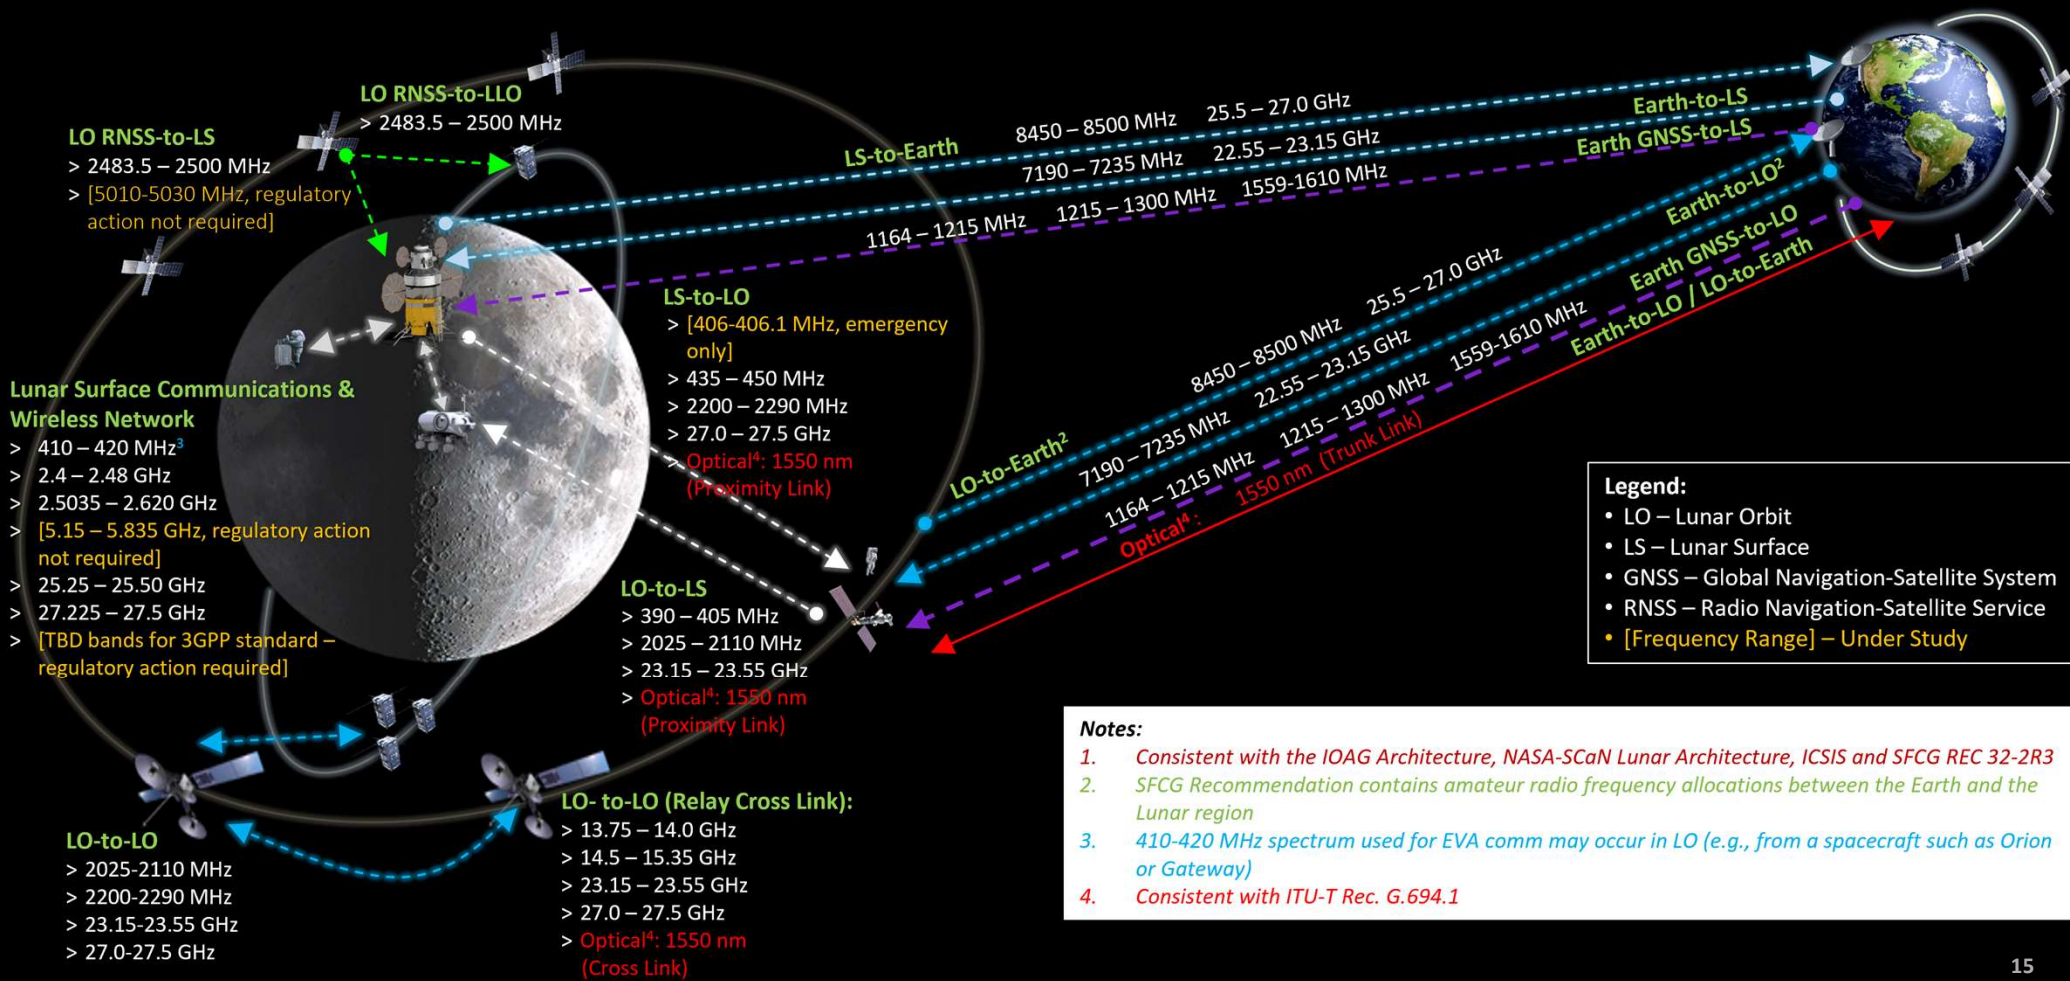 LO RNSS-to-LLO
> 2483.5 – 2500 MHz
LO RNSS-to-LS
> 2483.5 – 2500 MHz
> [5010-5030 MHz, regulatory
action not required]
LS-to-Earth
8450 – 8500 MHz 25.5 – 27.0 GHz
Earth-to-LS
7190 – 7235 MHz 22.55 – 23.15 GHz
Earth GNSS-to-LS
1164 – 1215 MHz 1215 – 1300 MHz 1559-1610 MHz
LS-to-LO
> [406-406.1 MHz, emergency
only]
> 435 – 450 MHz
> 2200 – 2290 MHz
> 27.0 – 27.5 GHz
> Optical⁴: 1550 nm
(Proximity Link)
Earth-to-LO²
Earth GNSS-to-LO
Earth-to-LO / LO-to-Earth
LO-to-Earth²
8450 – 8500 MHz 25.5 – 27.0 GHz
7190 – 7235 MHz 22.55 – 23.15 GHz
1164 – 1215 MHz 1215 – 1300 MHz 1559-1610 MHz
Optical⁴: 1550 nm (Trunk Link)
Lunar Surface Communications &
Wireless Network
> 410 – 420 MHz³
> 2.4 – 2.48 GHz
> 2.5035 – 2.620 GHz
> [5.15 – 5.835 GHz, regulatory action
not required]
> 25.25 – 25.50 GHz
> 27.225 – 27.5 GHz
> [TBD bands for 3GPP standard –
regulatory action required]
LO-to-LS
> 390 – 405 MHz
> 2025 – 2110 MHz
> 23.15 – 23.55 GHz
> Optical⁴: 1550 nm
(Proximity Link)
Legend:
• LO – Lunar Orbit
• LS – Lunar Surface
• GNSS – Global Navigation-Satellite System
• RNSS – Radio Navigation-Satellite Service
• [Frequency Range] – Under Study
LO-to-LO
> 2025-2110 MHz
> 2200-2290 MHz
> 23.15-23.55 GHz
> 27.0-27.5 GHz
LO- to-LO (Relay Cross Link):
> 13.75 – 14.0 GHz
> 14.5 – 15.35 GHz
> 23.15 – 23.55 GHz
> 27.0 – 27.5 GHz
> Optical⁴: 1550 nm
(Cross Link)
Notes:
1. Consistent with the IOAG Architecture, NASA-SCaN Lunar Architecture, ICSIS and SFCG REC 32-2R3
2. SFCG Recommendation contains amateur radio frequency allocations between the Earth and the
Lunar region
3. 410-420 MHz spectrum used for EVA comm may occur in LO (e.g., from a spacecraft such as Orion
or Gateway)
4. Consistent with ITU-T Rec. G.694.1
15